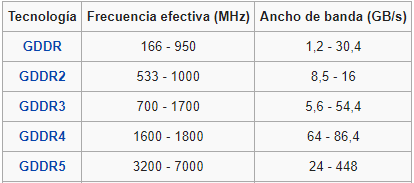 Tecnología Frecuencia efectiva (MHz) Ancho de banda (GB/s)
GDDR 166 - 950 1,2 - 30,4
GDDR2 533 - 1000 8,5 - 16
GDDR3 700 - 1700 5,6 - 54,4
GDDR4 1600 - 1800 64 - 86,4
GDDR5 3200 - 7000 24 - 448